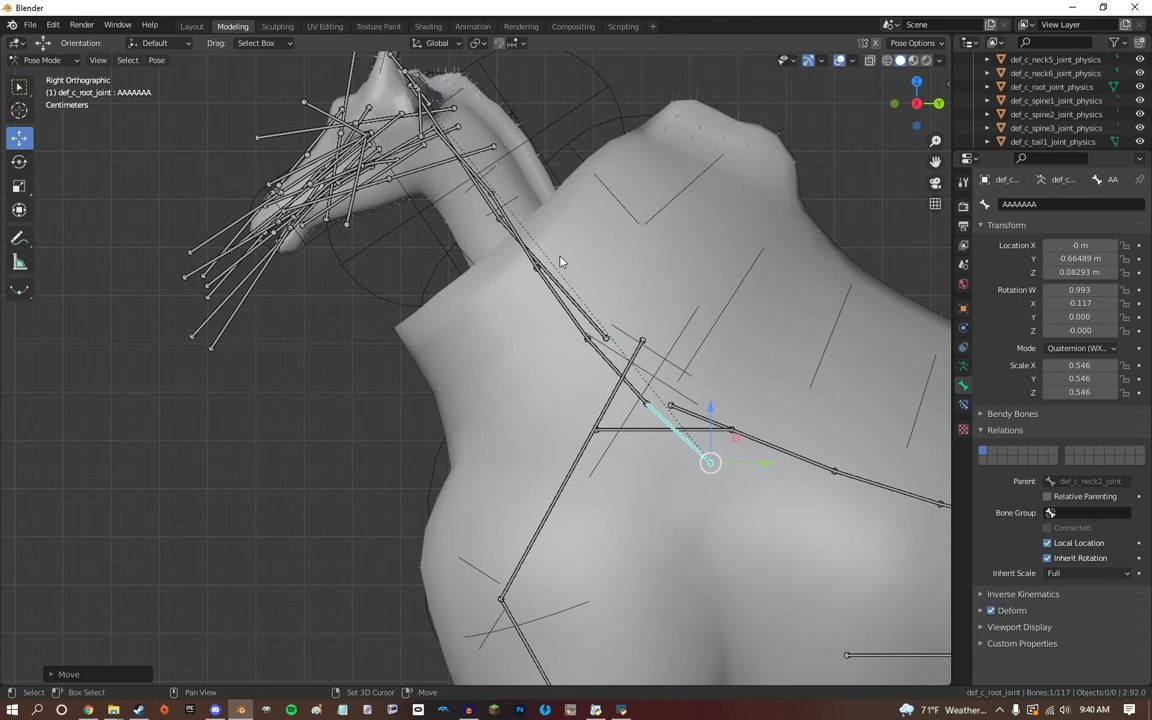 Blender
File Edit Render Window Help Layout Modeling Sculpting UV Editing Texture Paint Shading Animation Rendering Compositing Scripting + Scene View Layer
Orientation: Default Drag: Select Box Global X Pose Options
Pose Mode View Select Pose
Right Orthographic
(1) def_c_root_joint : AAAAAAA
Centimeters
Z
X
Y
def_c_neck5_joint_physics
def_c_neck6_joint_physics
def_c_root_joint_physics
def_c_spine1_joint_physics
def_c_spine2_joint_physics
def_c_spine3_joint_physics
def_c_tail1_joint_physics
def_c... def_c... AA
AAAAAAA
Transform
Location X -0 m
Y -0.66489 m
Z 0.08293 m
Rotation W 0.993
X -0.117
Y 0.000
Z -0.000
Mode Quaternion (WX...
Scale X 0.546
Y 0.546
Z 0.546
Bendy Bones
Relations
Parent def_c_neck2_joint
Relative Parenting
Bone Group
Connected
Local Location
Inherit Rotation
Inherit Scale Full
Inverse Kinematics
Deform
Viewport Display
Custom Properties
Move
Select Box Select Pan View Set 3D Cursor Move def_c_root_joint | Bones:1/117 | Objects:0/0 | 2.92.0
71°F Weather... 9:40 AM